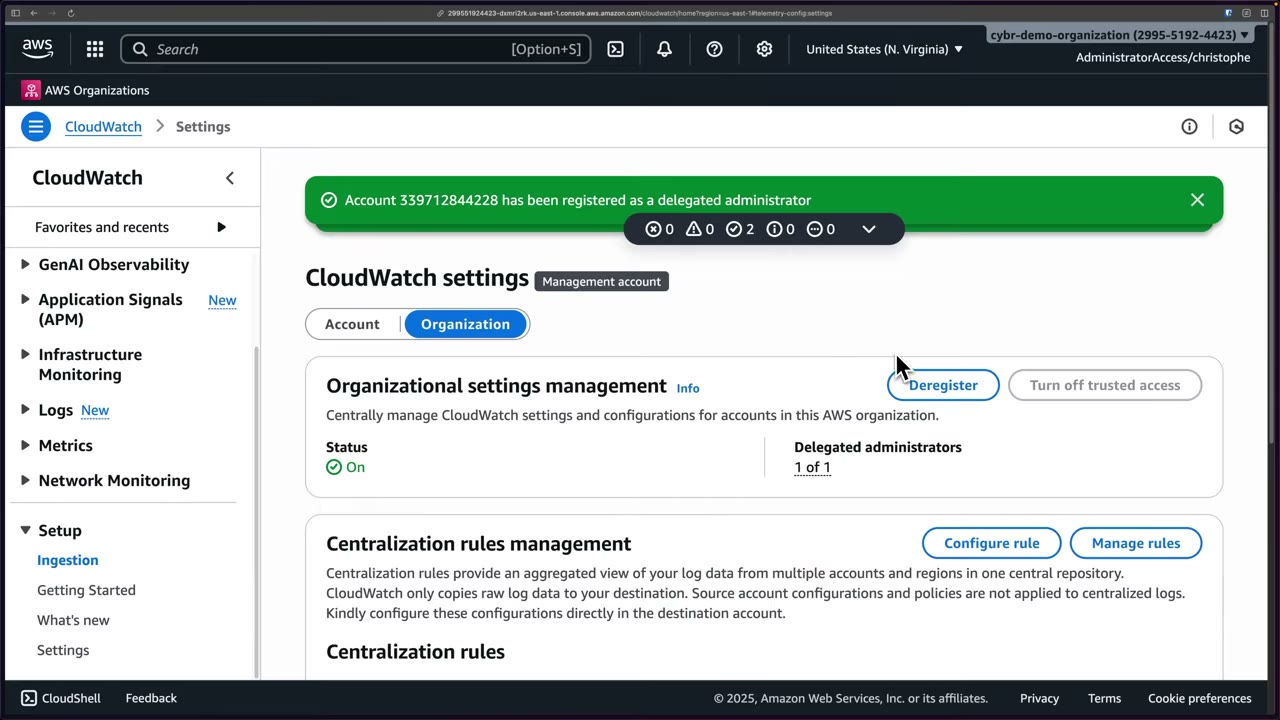 299551924423-dxmri2rk.us-east-1.console.aws.amazon.com/cloudwatch/home?region=us-east-1#telemetry-config:settings
aws
Search
[Option+S]
United States (N. Virginia)
cybr-demo-organization (2995-5192-4423)
AdministratorAccess/christophe
AWS Organizations
CloudWatch
Settings
CloudWatch
Favorites and recents
GenAI Observability
Application Signals
(APM)
New
Infrastructure
Monitoring
Logs New
Metrics
Network Monitoring
Setup
Ingestion
Getting Started
What's new
Settings
Account 339712844228 has been registered as a delegated administrator
0 0 2 0 0
CloudWatch settings
Management account
Account
Organization
Organizational settings management Info
Deregister
Turn off trusted access
Centrally manage CloudWatch settings and configurations for accounts in this AWS organization.
Status
On
Delegated administrators
1 of 1
Centralization rules management
Configure rule
Manage rules
Centralization rules provide an aggregated view of your log data from multiple accounts and regions in one central repository.
CloudWatch only copies raw log data to your destination. Source account configurations and policies are not applied to centralized logs.
Kindly configure these configurations directly in the destination account.
Centralization rules
CloudShell
Feedback
© 2025, Amazon Web Services, Inc. or its affiliates.
Privacy
Terms
Cookie preferences